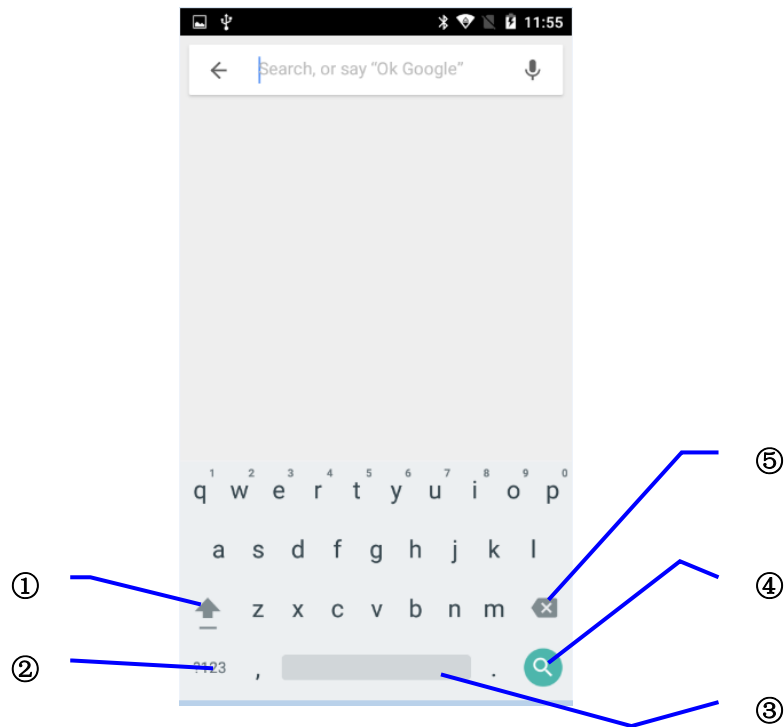 11:55
Search, or say “Ok Google”
1 2 3 4 5 6 7 8 9 0
q w e r t y u i o p
⑤
a s d f g h j k l
① ④
z x c v b n m
② ?123 , .
③